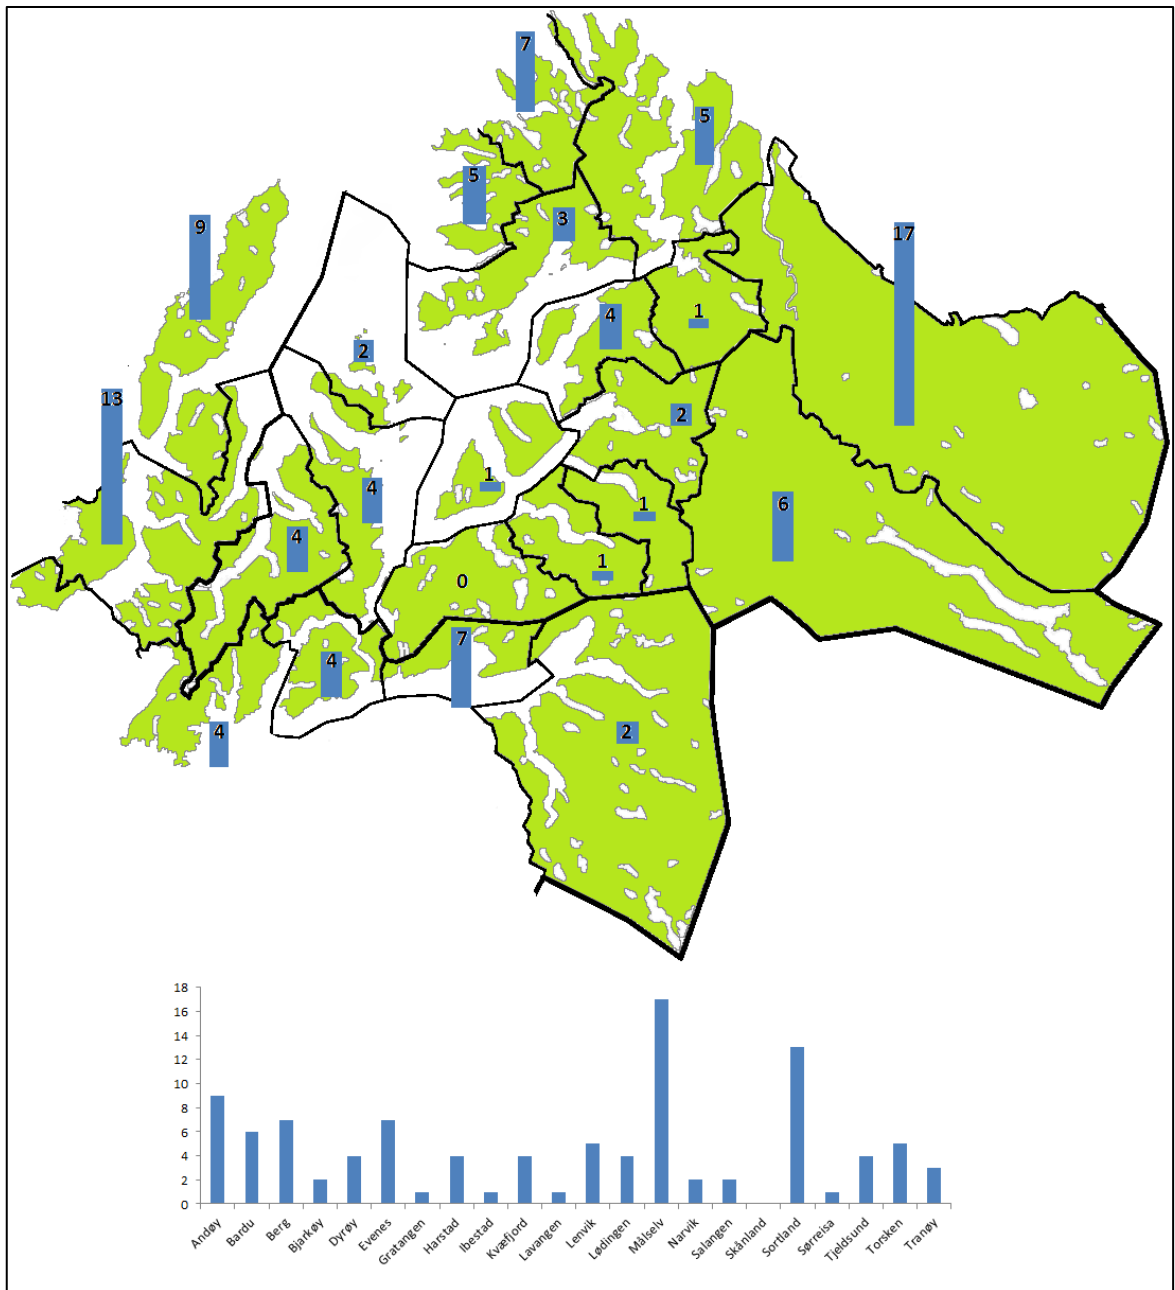 7
5
5
3
9
17
4
1
2
13
2
1
4
1
6
4
1
0
7
4
4
2
18
16
14
12
10
8
6
4
2
0
Andøy
Bardu
Berg
Bjarkøy
Dyrøy
Evenes
Gratangen
Harstad
Ibestad
Kvæfjord
Lavangen
Lenvik
Lødingen
Målselv
Narvik
Salangen
Skånland
Sortland
Sørreisa
Tjeldsund
Torsken
Tranøy